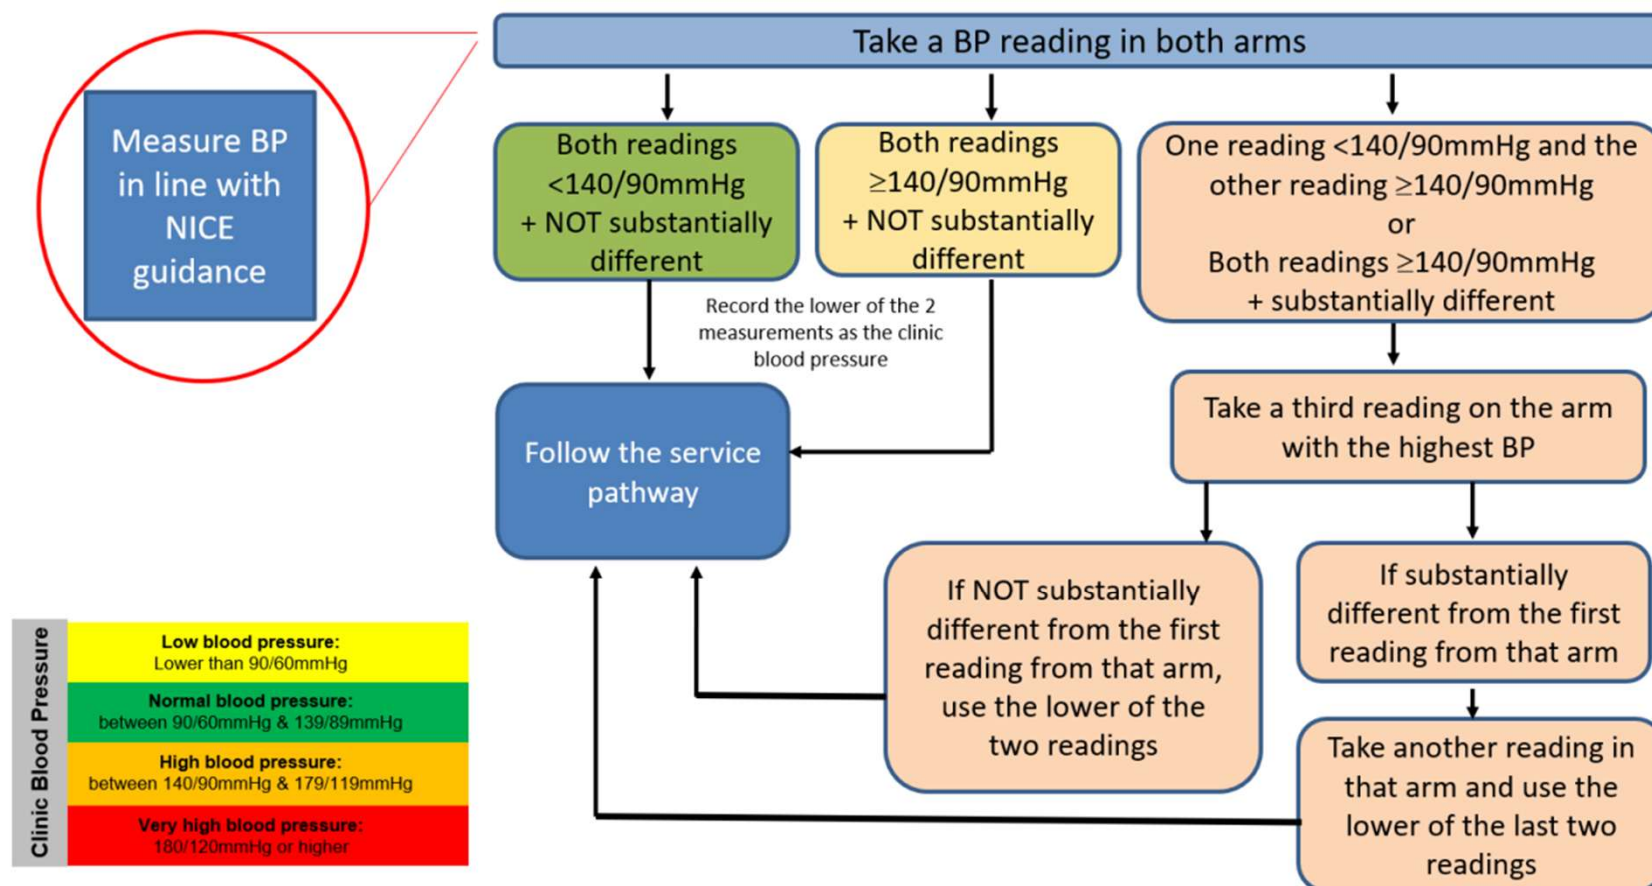 Take a BP reading in both arms
Measure BP
in line with
NICE
guidance
Both readings
<140/90mmHg
+ NOT substantially
different
Both readings
≥140/90mmHg
+ NOT substantially
different
One reading <140/90mmHg and the
other reading ≥140/90mmHg
or
Both readings ≥140/90mmHg
+ substantially different
Record the lower of the 2
measurements as the clinic
blood pressure
Follow the service
pathway
Take a third reading on the arm
with the highest BP
If NOT substantially
different from the first
reading from that arm,
use the lower of the
two readings
If substantially
different from the first
reading from that arm
Take another reading in
that arm and use the
lower of the last two
readings
Clinic Blood Pressure
Low blood pressure:
Lower than 90/60mmHg
Normal blood pressure:
between 90/60mmHg & 139/89mmHg
High blood pressure:
between 140/90mmHg & 179/119mmHg
Very high blood pressure:
180/120mmHg or higher